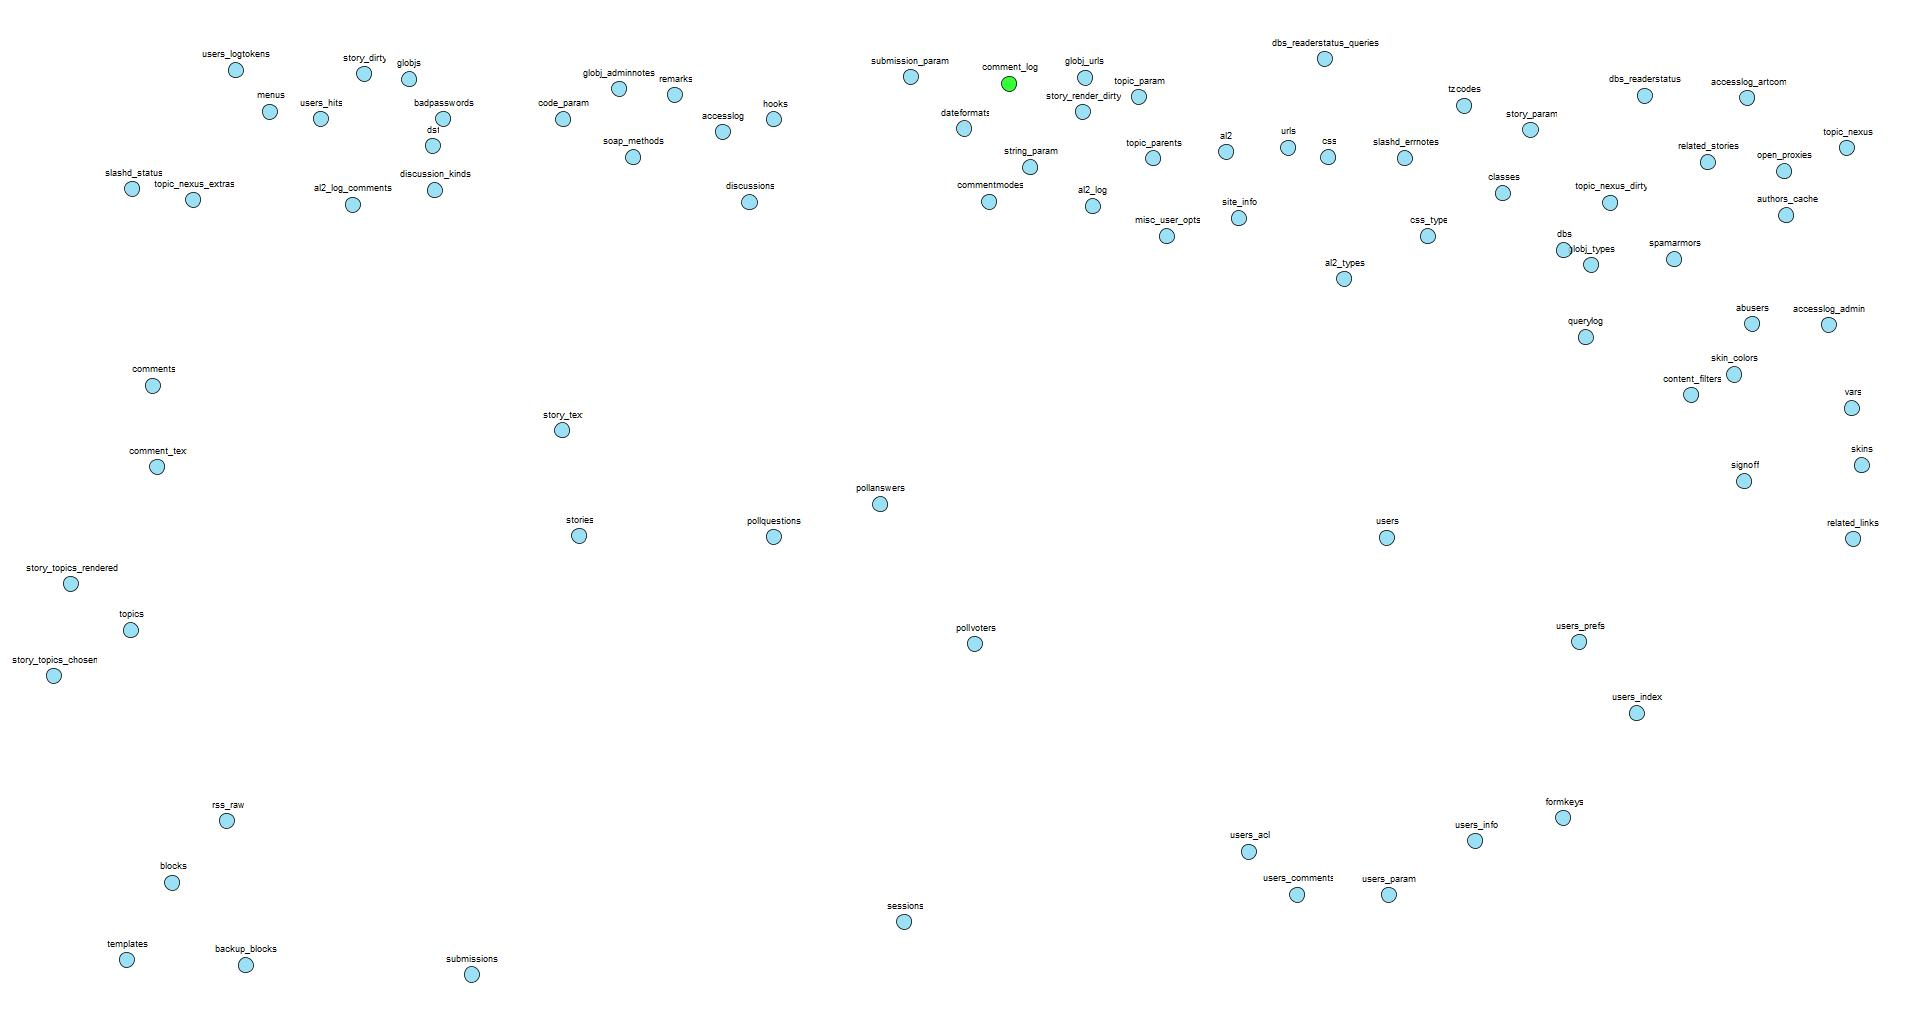 dbs_readerstatus_queries
users_logtokens
story_dirty
globjs
submission_param
comment_log
globj_urls
globj_adminnotes
remarks
topic_param
dbs_readerstatus
accesslog_artcom
menus
users_hits
badpasswords
code_param
accesslog
hooks
dateformats
story_render_dirty
tzcodes
story_param
dst
soap_methods
string_param
topic_parents
al2
urls
css
slashd_errnotes
related_stories
open_proxies
topic_nexus
slashd_status
topic_nexus_extras
al2_log_comments
discussion_kinds
discussions
commentmodes
al2_log
misc_user_opts
site_info
css_type
classes
topic_nexus_dirty
authors_cache
al2_types
dbs
globj_types
spamarmors
querylog
abusers
accesslog_admin
comments
skin_colors
content_filters
vars
story_tex
comment_tex
signoff
skins
pollanswers
stories
pollquestions
users
related_links
story_topics_rendered
topics
pollvoters
users_prefs
story_topics_chosen
users_index
rss_raw
formkeys
users_acl
users_info
blocks
users_comments
users_param
sessions
templates
backup_blocks
submissions